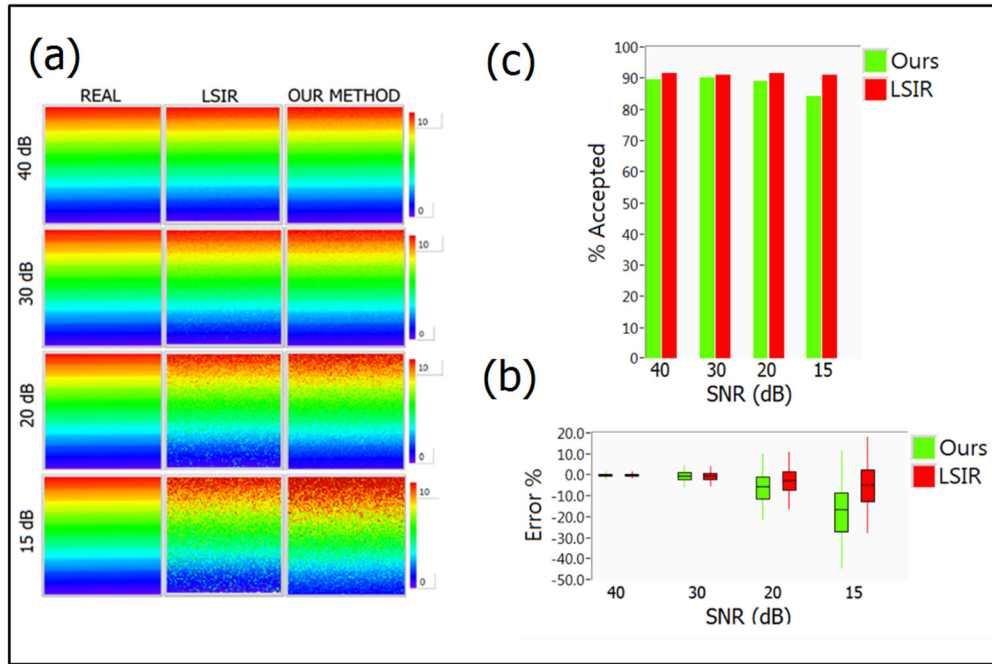 (a)
REAL LSIR OUR METHOD
40 dB
10
0
30 dB
10
0
20 dB
10
0
15 dB
10
0
(c)
100
90
80
70
60
50
40
30
20
10
0
% Accepted
40 30 20 15
SNR (dB)
Ours
LSIR
(b)
20.0
10.0
0.0
-10.0
-20.0
-30.0
-40.0
-50.0
Error %
40 30 20 15
SNR (dB)
Ours
LSIR